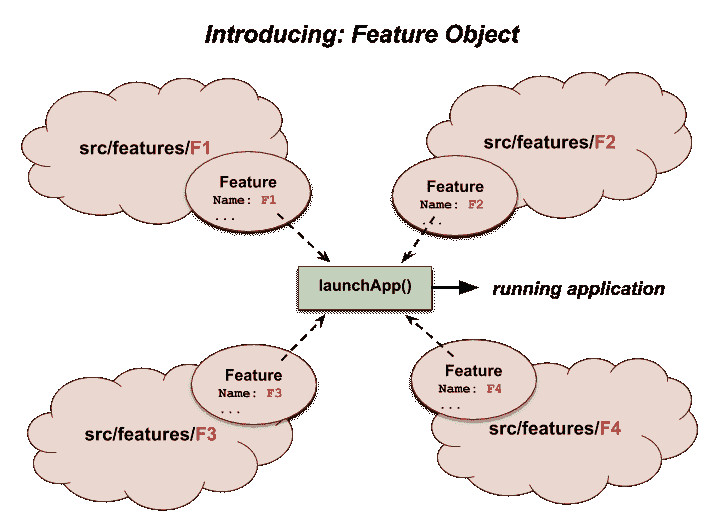 Introducing: Feature Object
src/features/F1
Feature
Name: F1
...
src/features/F2
Feature
Name: F2
...
launchApp()
running application
Feature
Name: F3
...
src/features/F3
Feature
Name: F4
...
src/features/F4